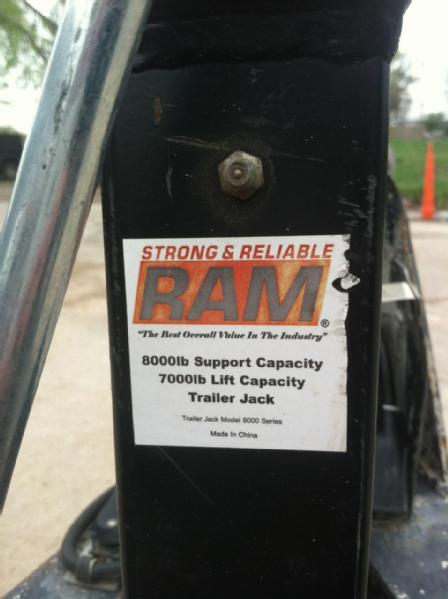 STRONG & RELIABLE
RAM®
"The Best Overall Value In The Industry"
8000lb Support Capacity
7000lb Lift Capacity
Trailer Jack
Trailer Jack Model 8000 Series
Made In China